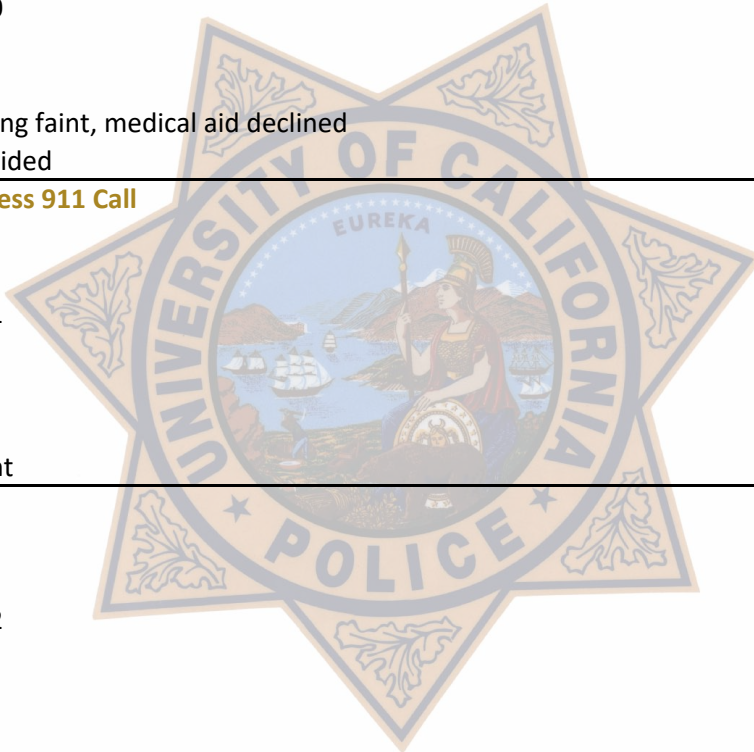 ng faint, medical aid declined
ided
ess 911 Call
UNIVERSITY OF CALIFORNIA
EUREKA
POLICE